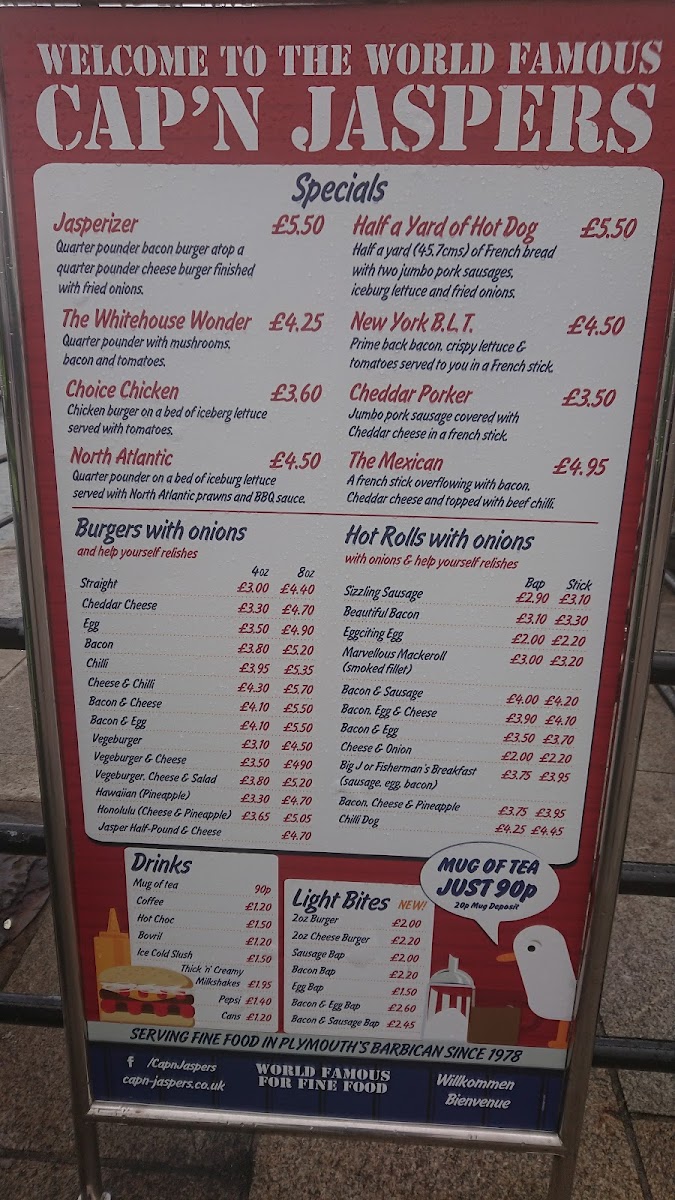 WELCOME TO THE WORLD FAMOUS
CAP'N JASPERS
Specials
Jasperizer £5.50
Quarter pounder bacon burger atop a
quarter pounder cheese burger finished
with fried onions.
Half a Yard of Hot Dog £5.50
Half a yard (45.7cms) of French bread
with two jumbo pork sausages,
iceburg lettuce and fried onions.
The Whitehouse Wonder £4.25
Quarter pounder with mushrooms,
bacon and tomatoes.
New York B.L.T. £4.50
Prime back bacon, crispy lettuce &
tomatoes served to you in a French stick.
Choice Chicken £3.60
Chicken burger on a bed of iceberg lettuce
served with tomatoes.
Cheddar Porker £3.50
Jumbo pork sausage covered with
Cheddar cheese in a french stick.
North Atlantic £4.50
Quarter pounder on a bed of iceburg lettuce
served with North Atlantic prawns and BBQ sauce.
The Mexican £4.95
A french stick overflowing with bacon,
Cheddar cheese and topped with beef chilli.
Burgers with onions
and help yourself relishes
4oz 8oz
Straight £3.00 £4.40
Cheddar Cheese £3.30 £4.70
Egg £3.50 £4.90
Bacon £3.80 £5.20
Chilli £3.95 £5.35
Cheese & Chilli £4.30 £5.70
Bacon & Cheese £4.10 £5.50
Bacon & Egg £4.10 £5.50
Vegeburger £3.10 £4.50
Vegeburger & Cheese £3.50 £490
Vegeburger, Cheese & Salad £3.80 £5.20
Hawaiian (Pineapple) £3.30 £4.70
Honolulu (Cheese & Pineapple) £3.65 £5.05
Jasper Half-Pound & Cheese £4.70
Hot Rolls with onions
with onions & help yourself relishes
Bap Stick
Sizzling Sausage £2.90 £3.10
Beautiful Bacon £3.10 £3.30
Eggciting Egg £2.00 £2.20
Marvellous Mackeroll £3.00 £3.20
(smoked fillet)
Bacon & Sausage £4.00 £4.20
Bacon, Egg & Cheese £3.90 £4.10
Bacon & Egg £3.50 £3.70
Cheese & Onion £2.00 £2.20
Big J or Fisherman's Breakfast £3.75 £3.95
(sausage, egg, bacon)
Bacon, Cheese & Pineapple £3.75 £3.95
Chilli Dog £4.25 £4.45
Drinks
Mug of tea 90p
Coffee £1.20
Hot Choc £1.50
Bovril £1.20
Ice Cold Slush £1.50
Thick 'n' Creamy
Milkshakes £1.95
Pepsi £1.40
Cans £1.20
Light Bites NEW!
2oz Burger £2.00
2oz Cheese Burger £2.20
Sausage Bap £2.00
Bacon Bap £2.20
Egg Bap £1.50
Bacon & Egg Bap £2.60
Bacon & Sausage Bap £2.45
MUG OF TEA
JUST 90p
20p Mug Deposit
SERVING FINE FOOD IN PLYMOUTH'S BARBICAN SINCE 1978
f /CapnJaspers
capn-jaspers.co.uk
WORLD FAMOUS
FOR FINE FOOD
Willkommen
Bienvenue